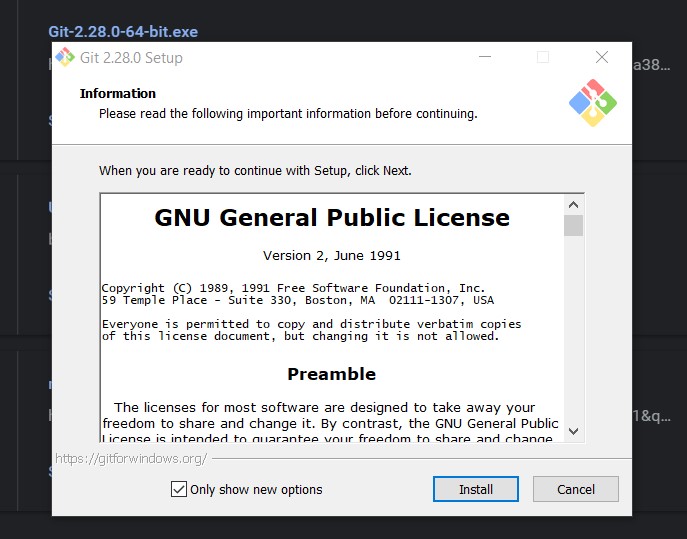 Git-2.28.0-64-bit.exe
Git 2.28.0 Setup
a38...
Information
Please read the following important information before continuing.
When you are ready to continue with Setup, click Next.
GNU General Public License
Version 2, June 1991
Copyright (C) 1989, 1991 Free Software Foundation, Inc.
59 Temple Place - Suite 330, Boston, MA  02111-1307, USA
Everyone is permitted to copy and distribute verbatim copies
of this license document, but changing it is not allowed.
Preamble
The licenses for most software are designed to take away your
freedom to share and change it. By contrast, the GNU General Public
License is intended to guarantee your freedom to share and change
1&q...
https://gitforwindows.org/
Only show new options
Install
Cancel